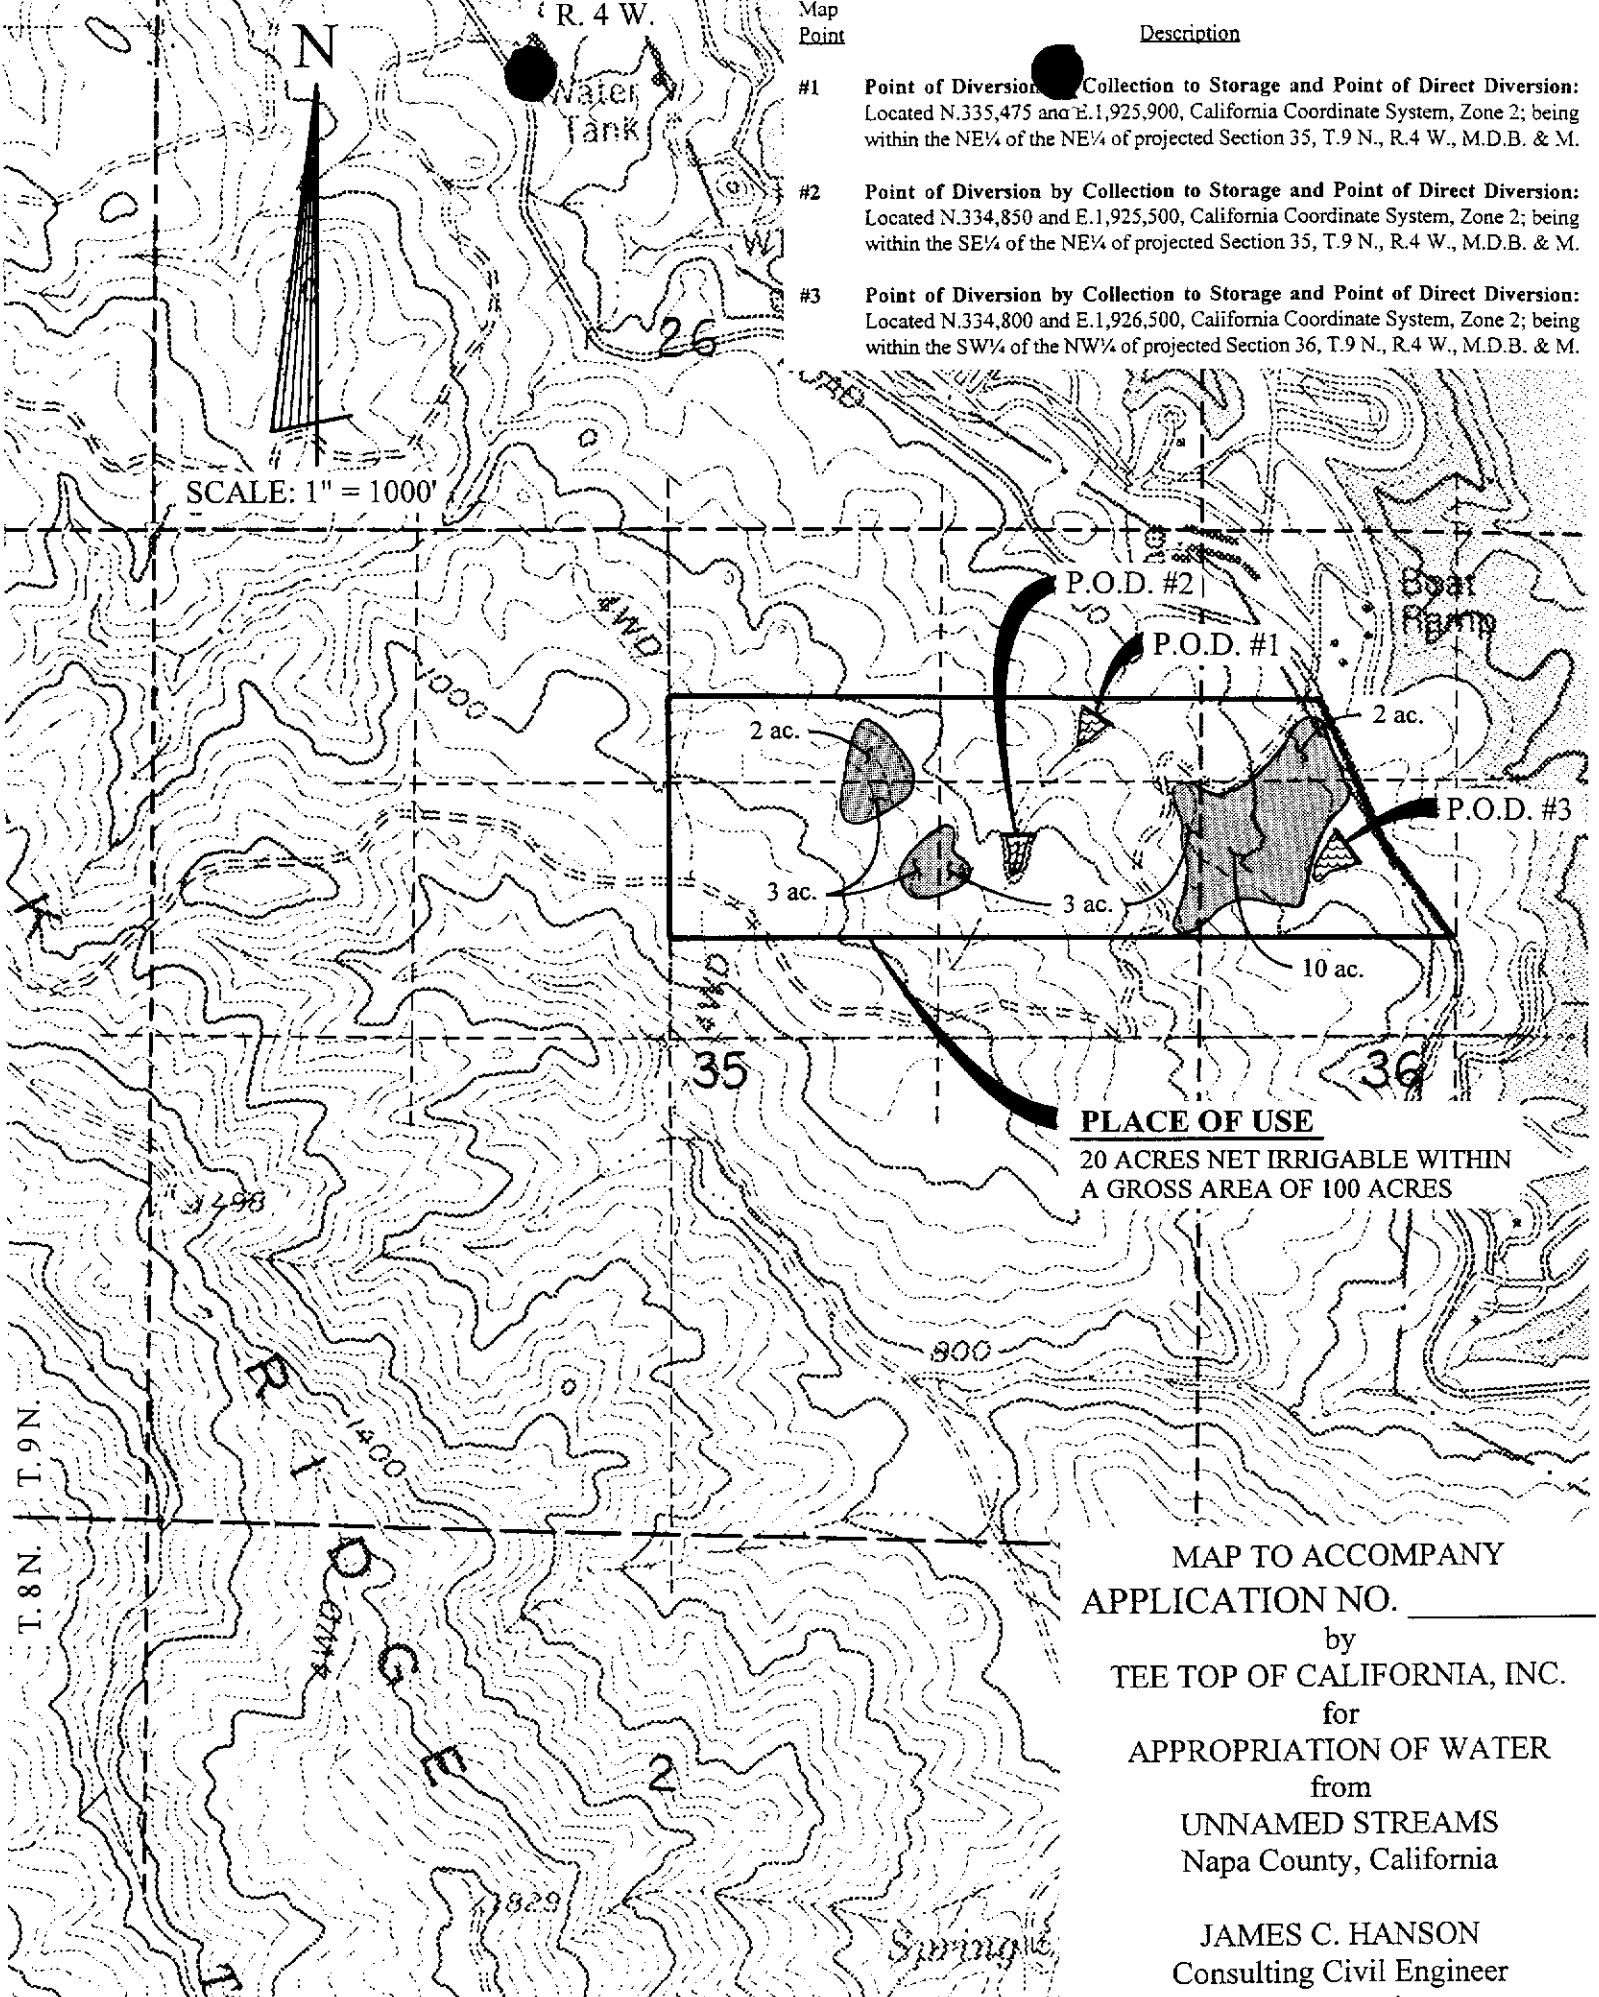 R. 4 W.
N
Water
Tank
26
SCALE: 1" = 1000'
Map
Point
Description
#1 Point of Diversion Collection to Storage and Point of Direct Diversion:
Located N.335,475 and E.1,925,900, California Coordinate System, Zone 2; being
within the NE¼ of the NE¼ of projected Section 35, T.9 N., R.4 W., M.D.B. & M.
#2 Point of Diversion by Collection to Storage and Point of Direct Diversion:
Located N.334,850 and E.1,925,500, California Coordinate System, Zone 2; being
within the SE¼ of the NE¼ of projected Section 35, T.9 N., R.4 W., M.D.B. & M.
#3 Point of Diversion by Collection to Storage and Point of Direct Diversion:
Located N.334,800 and E.1,926,500, California Coordinate System, Zone 2; being
within the SW¼ of the NW¼ of projected Section 36, T.9 N., R.4 W., M.D.B. & M.
P.O.D. #2
P.O.D. #1
Boat
Ramp
4WD
1000
2 ac.
2 ac.
P.O.D. #3
3 ac.
3 ac.
10 ac.
4WD
35
36
PLACE OF USE
20 ACRES NET IRRIGABLE WITHIN
A GROSS AREA OF 100 ACRES
800
T.9N.
T.8N.
1400
R I D G E
4WD
2
1829
Spring
MAP TO ACCOMPANY
APPLICATION NO.
by
TEE TOP OF CALIFORNIA, INC.
for
APPROPRIATION OF WATER
from
UNNAMED STREAMS
Napa County, California
JAMES C. HANSON
Consulting Civil Engineer